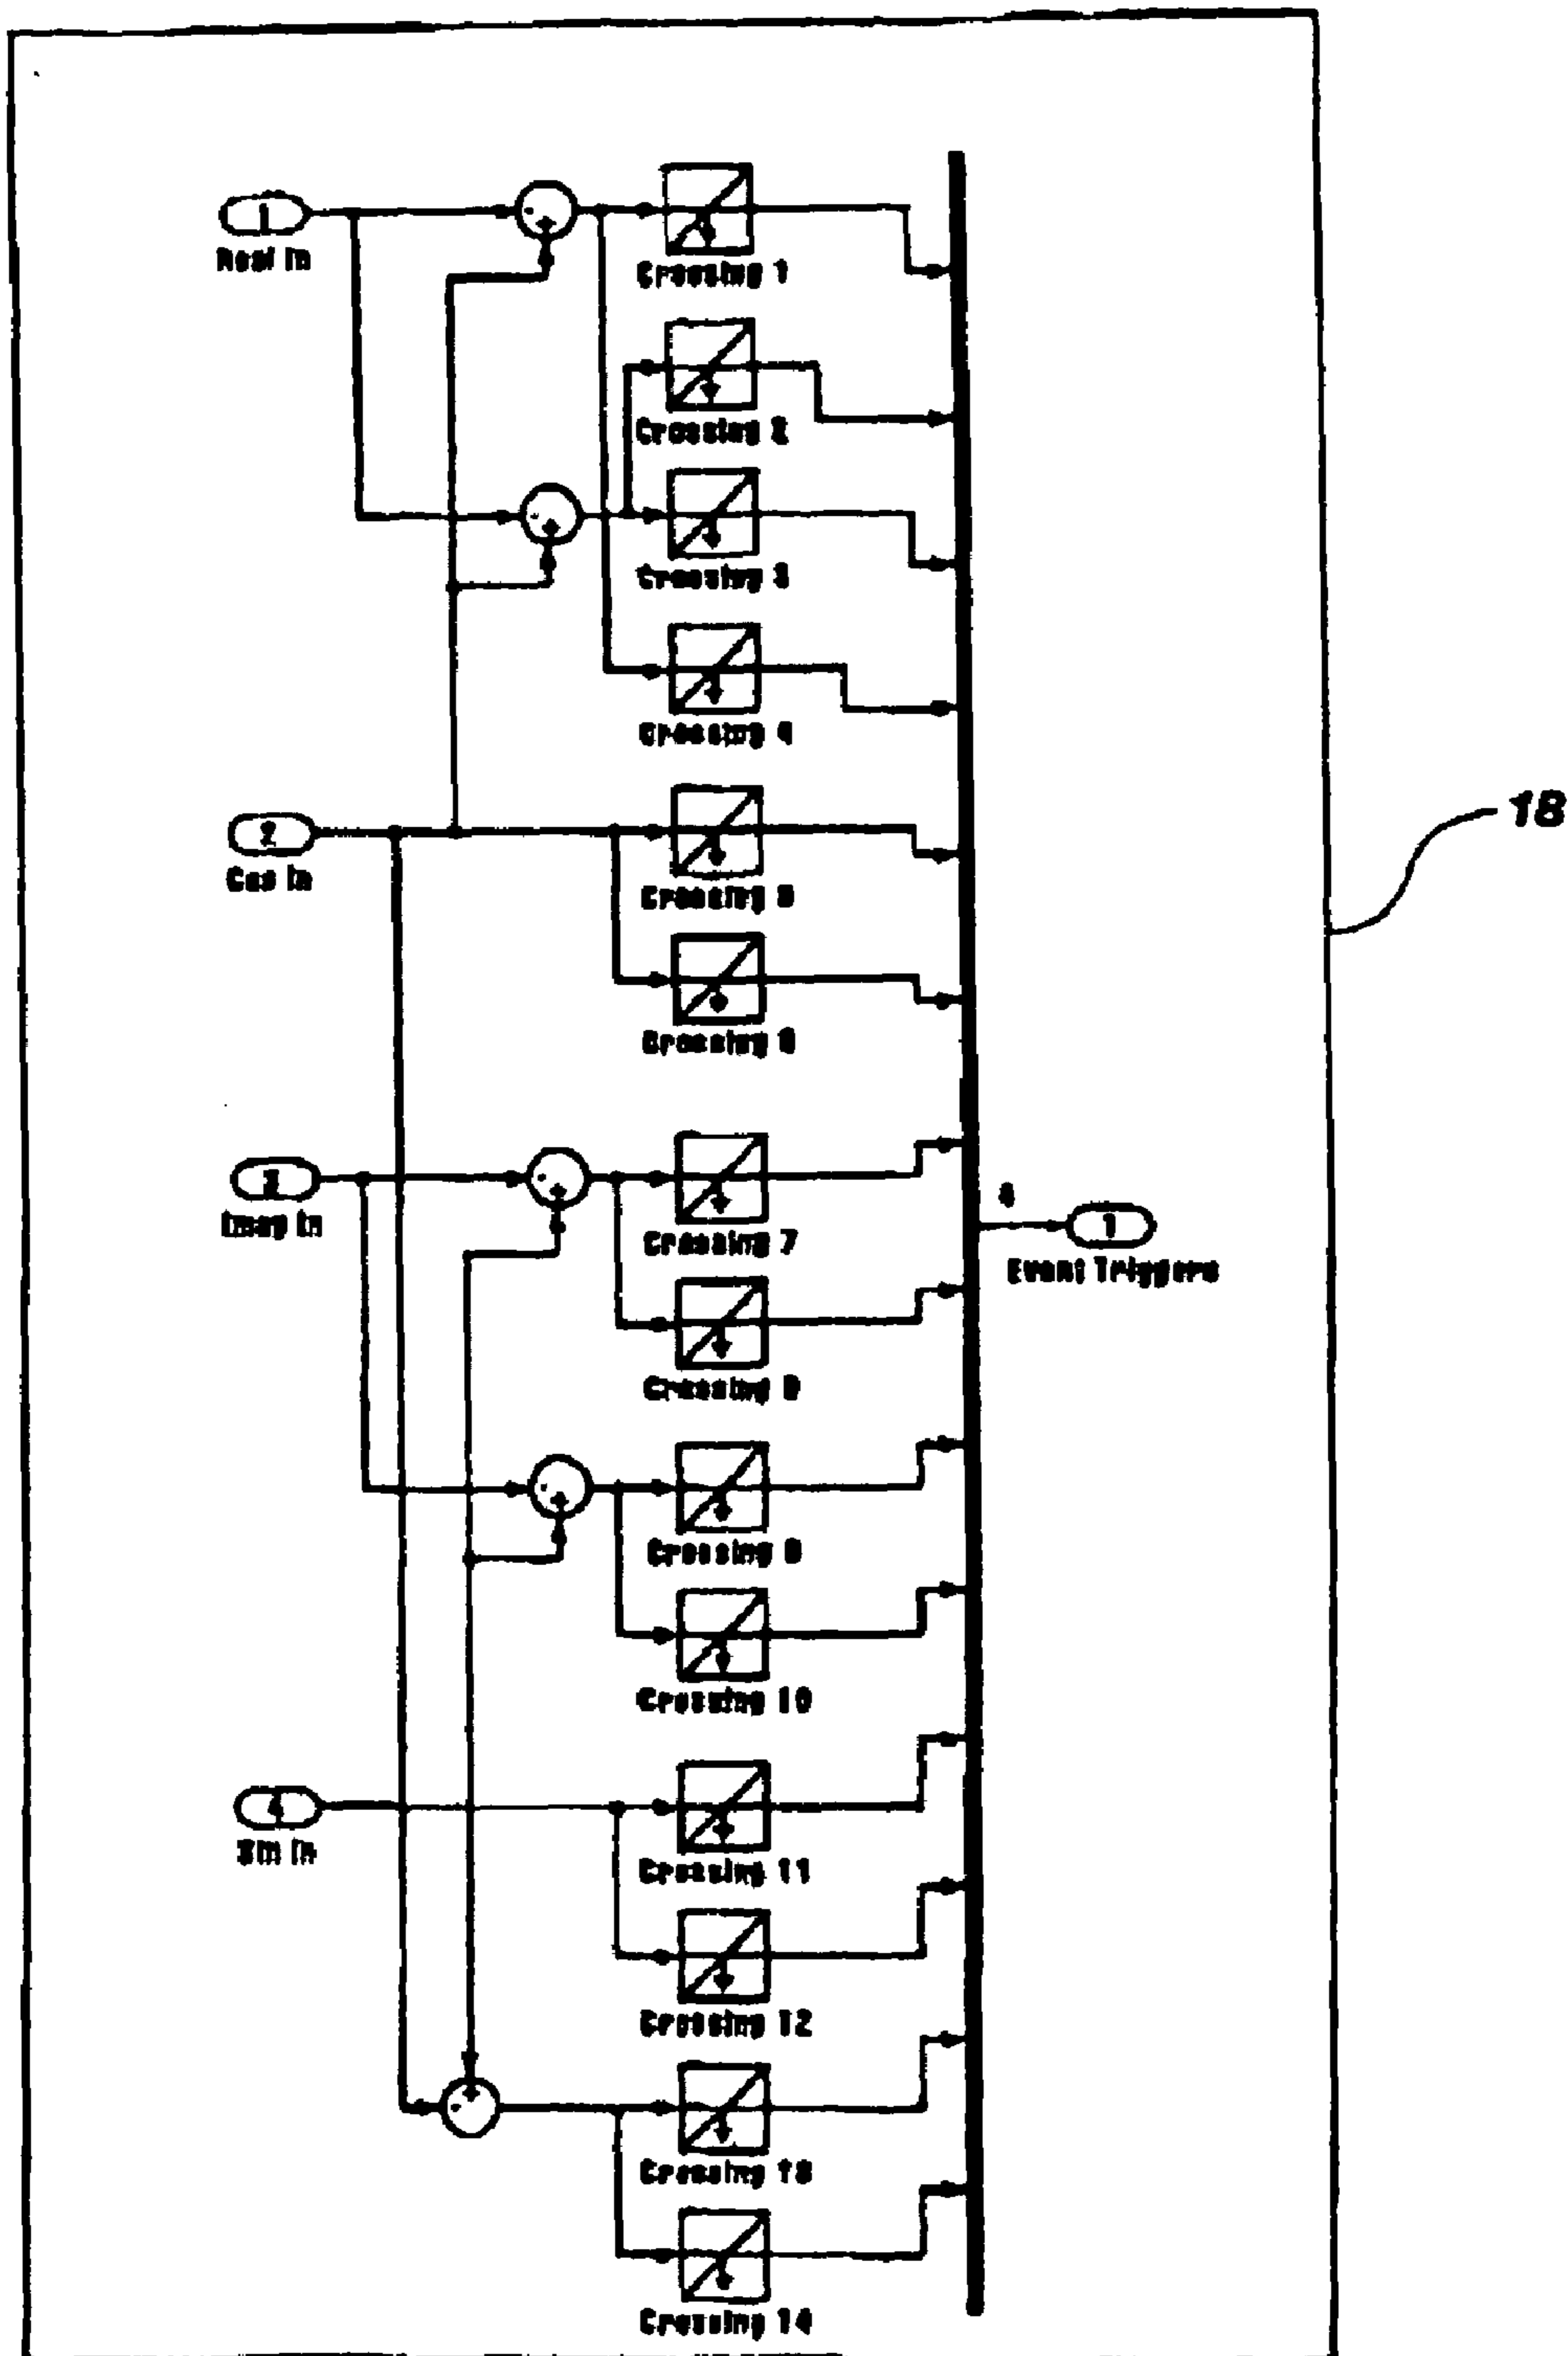 1
Real In
Crossing 1
Crossing 2
Crossing 3
Crossing 4
2
Cos In
Crossing 5
18
Crossing 6
3
Imag In
Crossing 7
1
Event Triggers
Crossing 9
Crossing 8
Crossing 10
4
Sin In
Crossing 11
Crossing 12
Crossing 13
Crossing 14